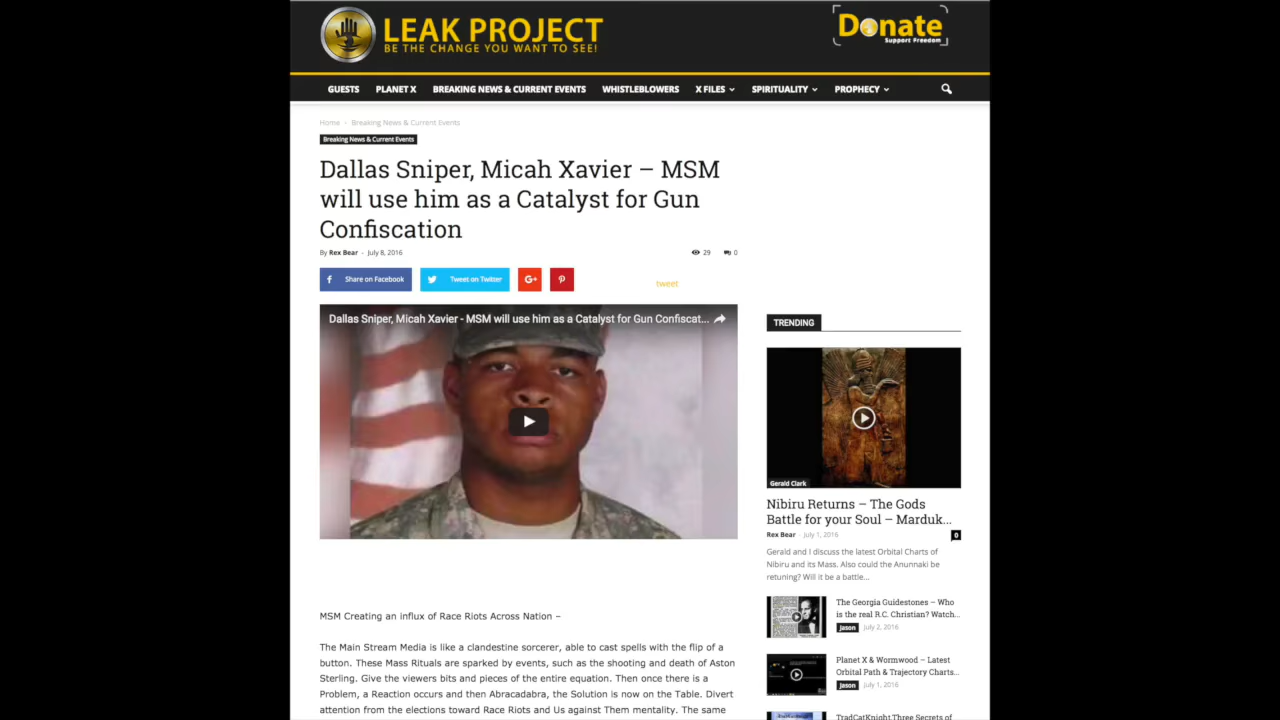 LEAK PROJECT
BE THE CHANGE YOU WANT TO SEE!
Donate
Support Freedom
GUESTS PLANET X BREAKING NEWS & CURRENT EVENTS WHISTLEBLOWERS X FILES SPIRITUALITY PROPHECY
Home › Breaking News & Current Events
Breaking News & Current Events
Dallas Sniper, Micah Xavier – MSM
will use him as a Catalyst for Gun
Confiscation
By Rex Bear - July 8, 2016 29 0
Share on Facebook Tweet on Twitter G+ tweet
Dallas Sniper, Micah Xavier - MSM will use him as a Catalyst for Gun Confiscat...
MSM Creating an influx of Race Riots Across Nation –
The Main Stream Media is like a clandestine sorcerer, able to cast spells with the flip of a
button. These Mass Rituals are sparked by events, such as the shooting and death of Aston
Sterling. Give the viewers bits and pieces of the entire equation. Then once there is a
Problem, a Reaction occurs and then Abracadabra, the Solution is now on the Table. Divert
attention from the elections toward Race Riots and Us against Them mentality. The same
TRENDING
Gerald Clark
Nibiru Returns – The Gods
Battle for your Soul – Marduk...
Rex Bear - July 1, 2016 0
Gerald and I discuss the latest Orbital Charts of
Nibiru and its Mass. Also could the Anunnaki be
retuning? Will it be a battle...
The Georgia Guidestones – Who
is the real R.C. Christian? Watch...
Jason July 2, 2016
Planet X & Wormwood – Latest
Orbital Path & Trajectory Charts...
Jason July 1, 2016
TradCatKnight,Three Secrets of